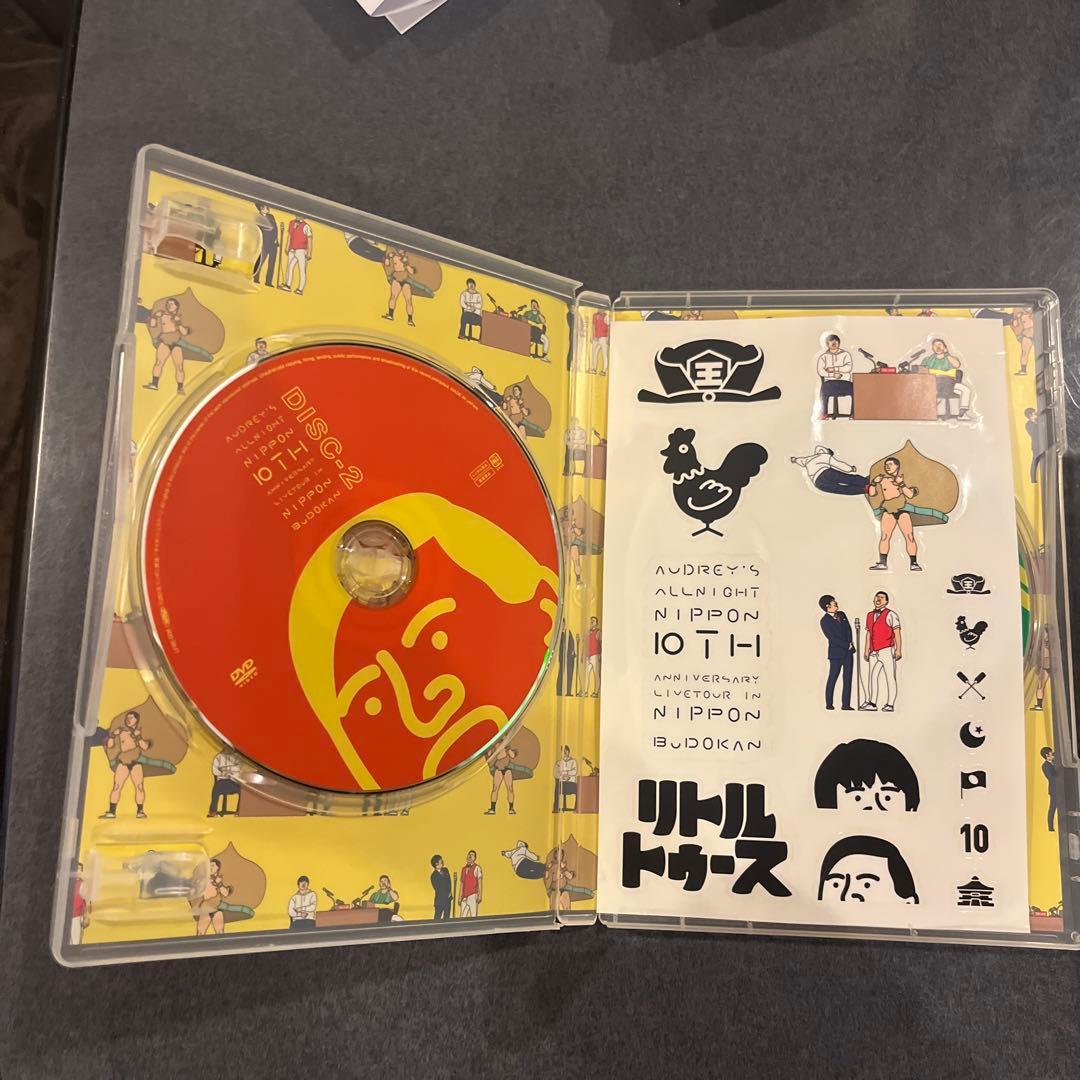 DISC-2
AUDREY'S
ALLNIGHT
NIPPON
10TH
ANNIVERSARY
LIVETOUR IN
NIPPON
BUDOKAN
DVD
VIDEO
AUDREY'S
ALLNIGHT
NIPPON
10TH
ANNIVERSARY
LIVETOUR IN
NIPPON
BUDOKAN
リトル
トゥース
10